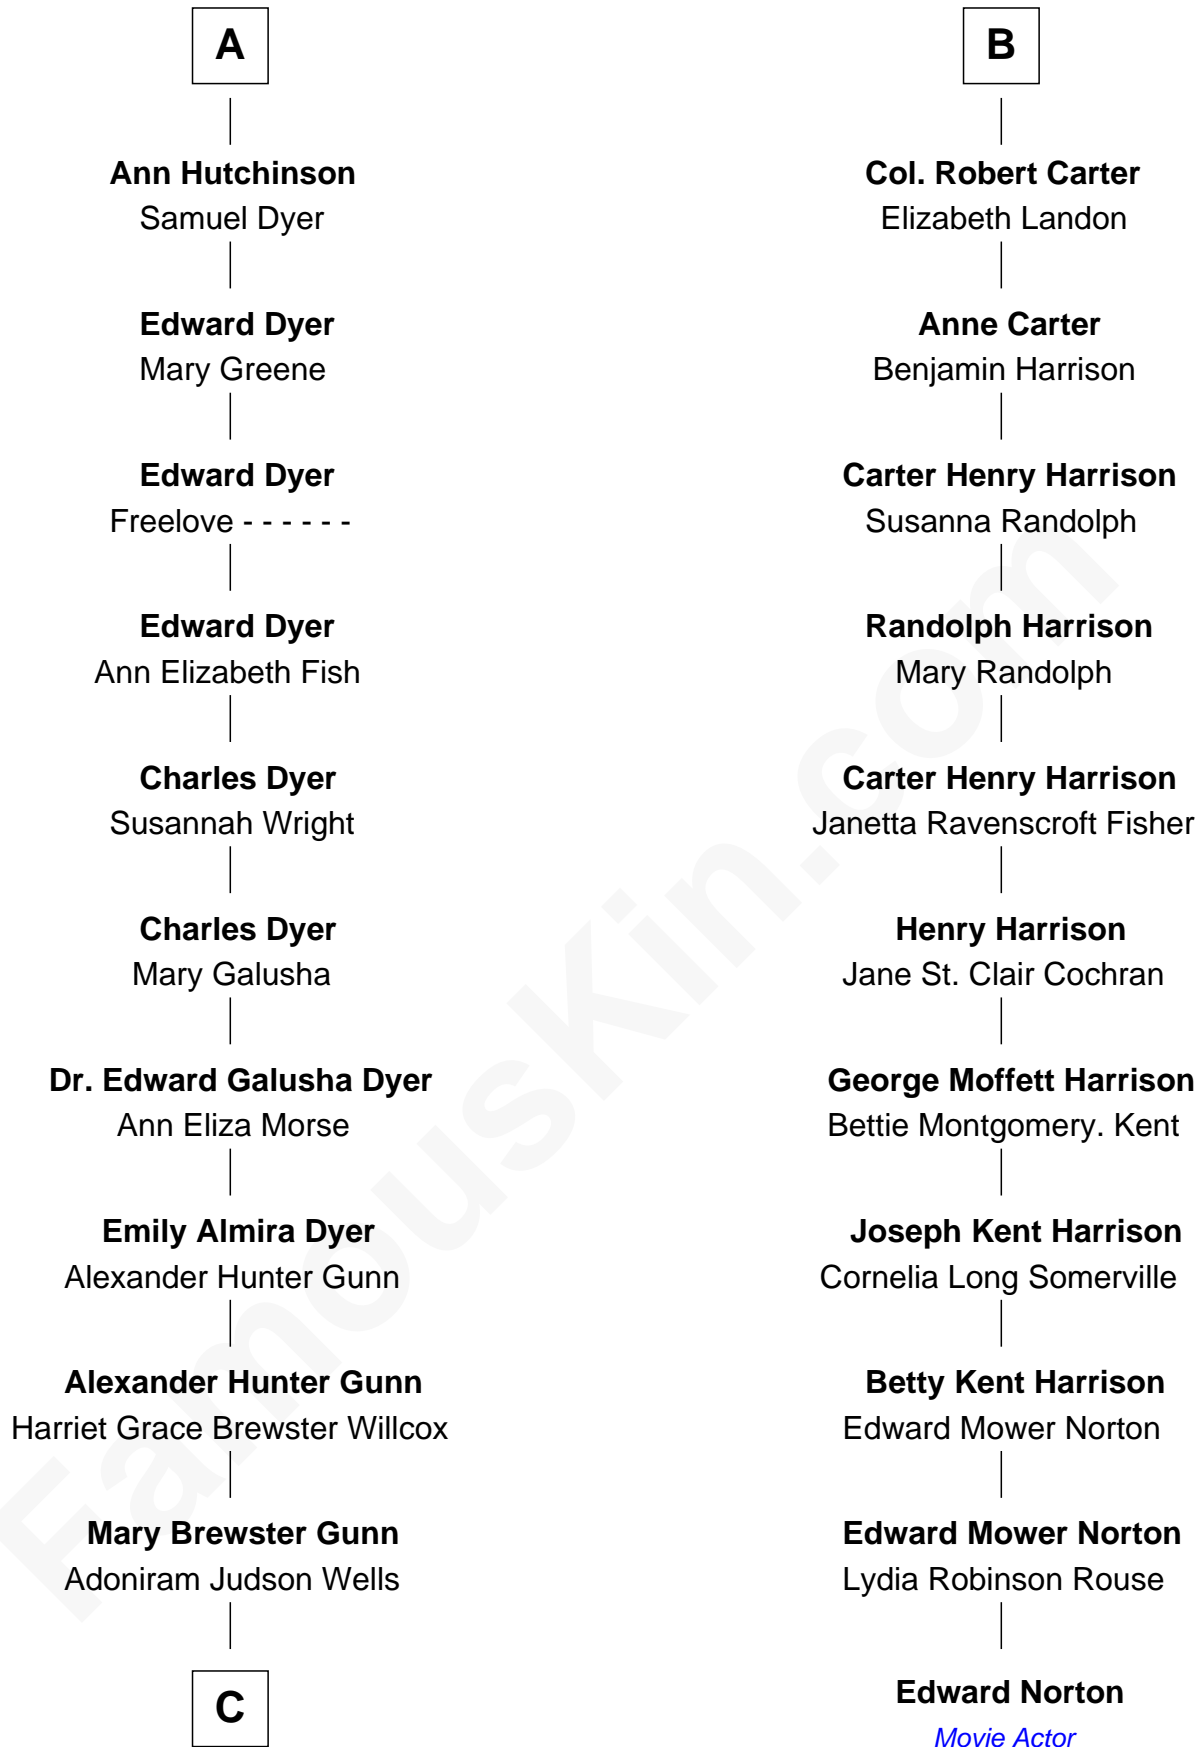 A
Ann Hutchinson
Samuel Dyer
Edward Dyer
Mary Greene
Edward Dyer
Freelove - - - - - -
Edward Dyer
Ann Elizabeth Fish
Charles Dyer
Susannah Wright
Charles Dyer
Mary Galusha
Dr. Edward Galusha Dyer
Ann Eliza Morse
Emily Almira Dyer
Alexander Hunter Gunn
Alexander Hunter Gunn
Harriet Grace Brewster Willcox
Mary Brewster Gunn
Adoniram Judson Wells
C
B
Col. Robert Carter
Elizabeth Landon
Anne Carter
Benjamin Harrison
Carter Henry Harrison
Susanna Randolph
Randolph Harrison
Mary Randolph
Carter Henry Harrison
Janetta Ravenscroft Fisher
Henry Harrison
Jane St. Clair Cochran
George Moffett Harrison
Bettie Montgomery. Kent
Joseph Kent Harrison
Cornelia Long Somerville
Betty Kent Harrison
Edward Mower Norton
Edward Mower Norton
Lydia Robinson Rouse
Edward Norton
Movie Actor
FamousKin.com